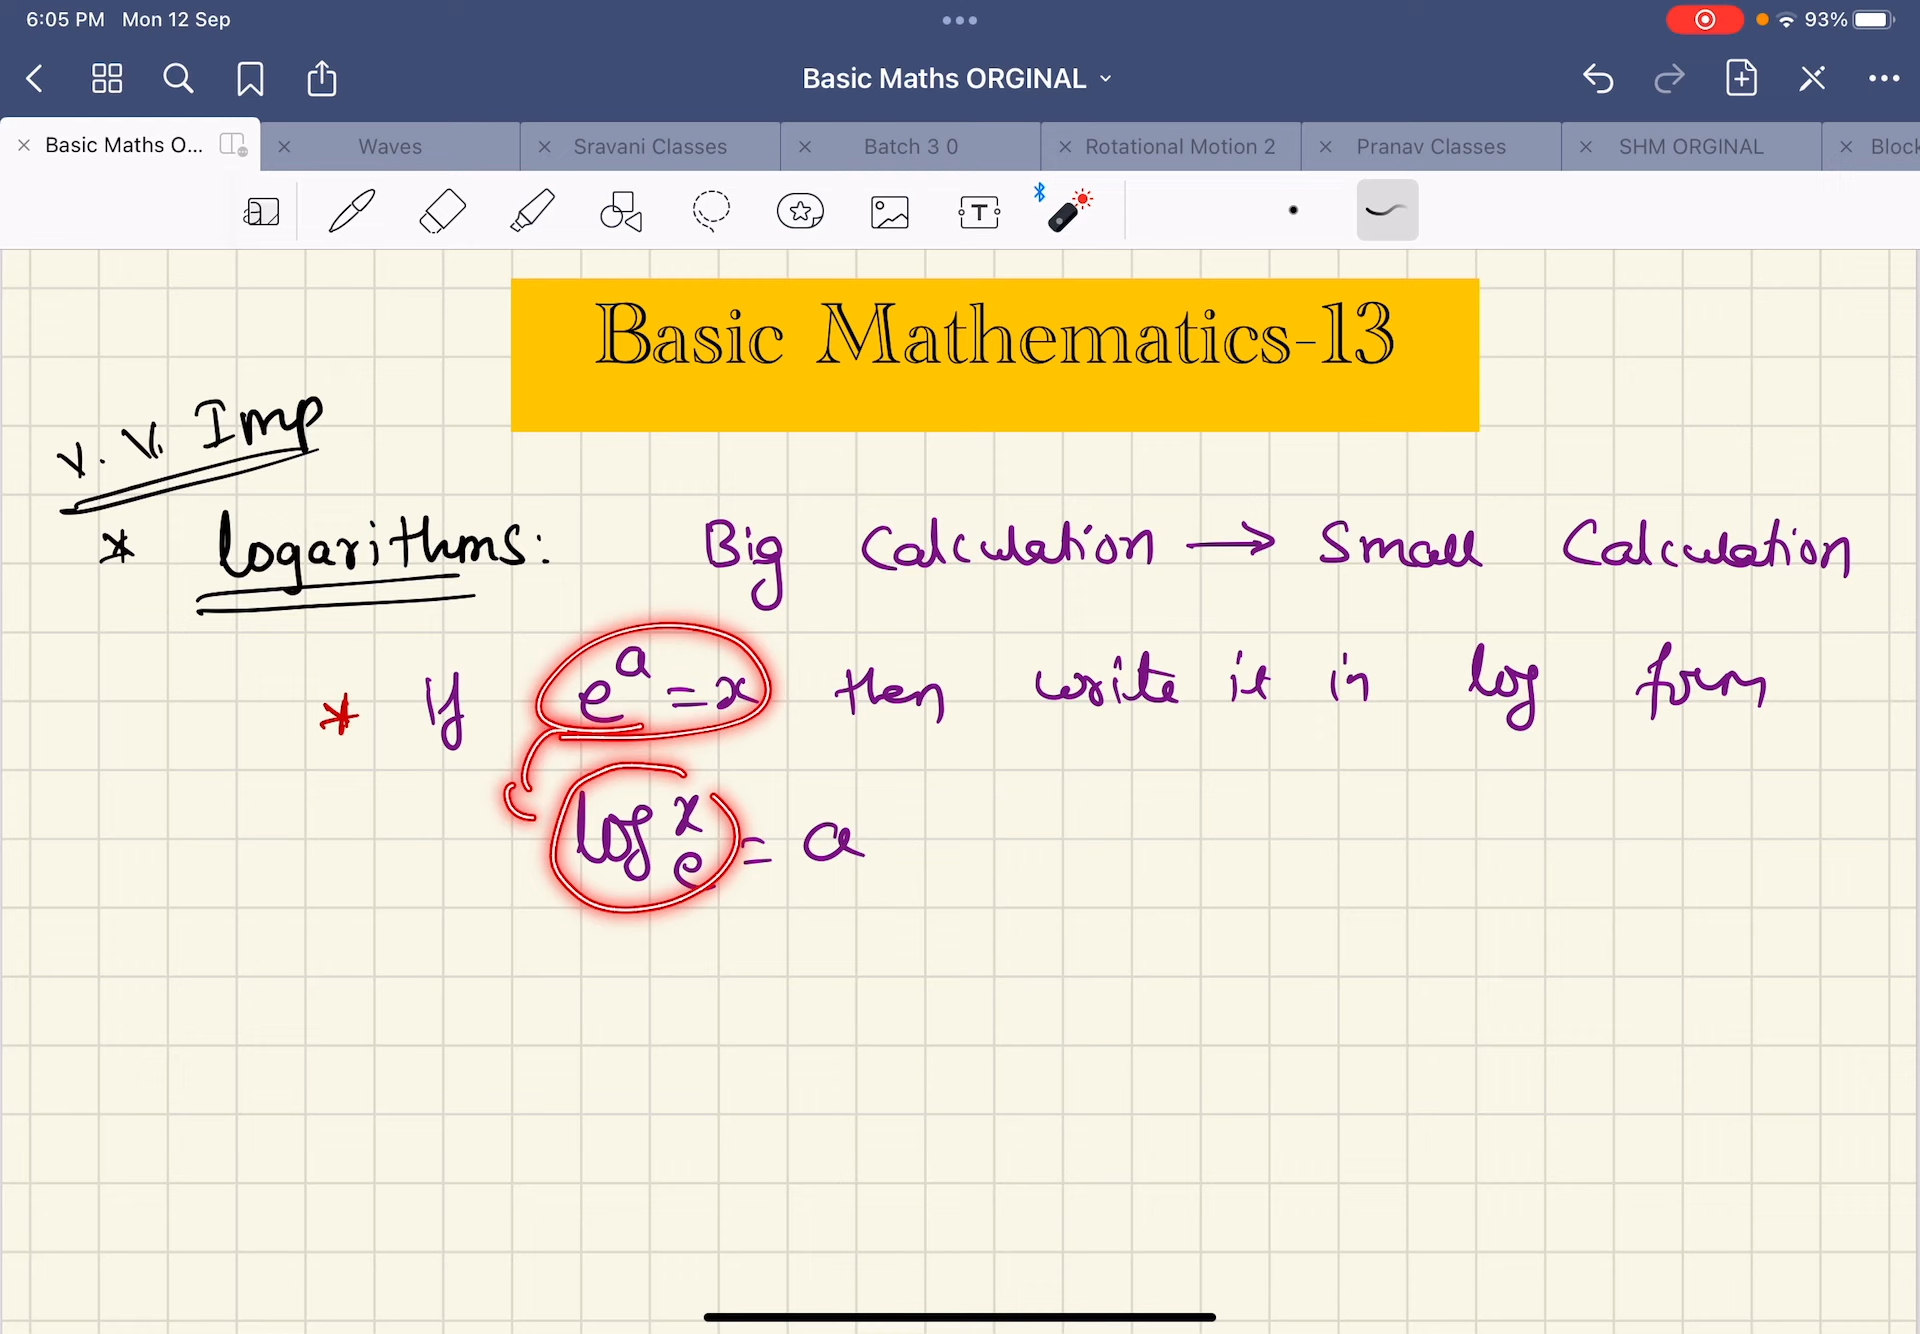 6:05 PM Mon 12 Sep 93%
Basic Maths ORGINAL
Basic Maths O... Waves Sravani Classes Batch 3 0 Rotational Motion 2 Pranav Classes SHM ORGINAL Block
T
Basic Mathematics-13
V. V. Imp
* Logarithms: Big Calculation → Small Calculation
* If e^a = x then write it in log form
log_e^x = a